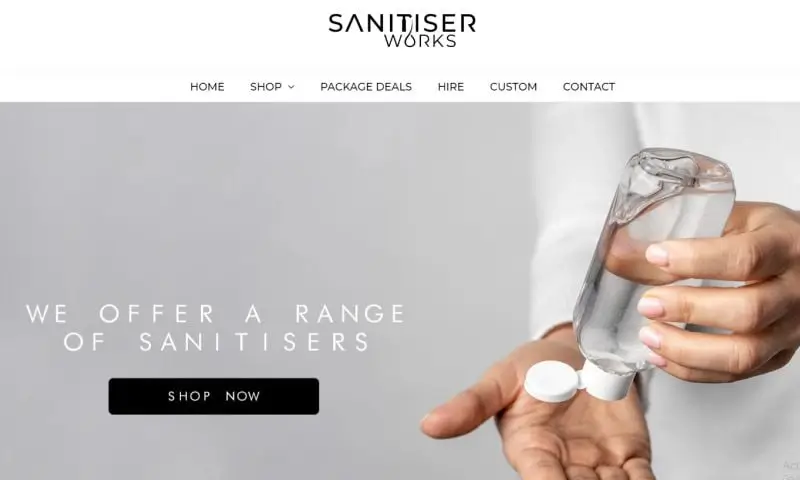 SANITISER
WORKS
HOME SHOP PACKAGE DEALS HIRE CUSTOM CONTACT
WE OFFER A RANGE
OF SANITISERS
SHOP NOW